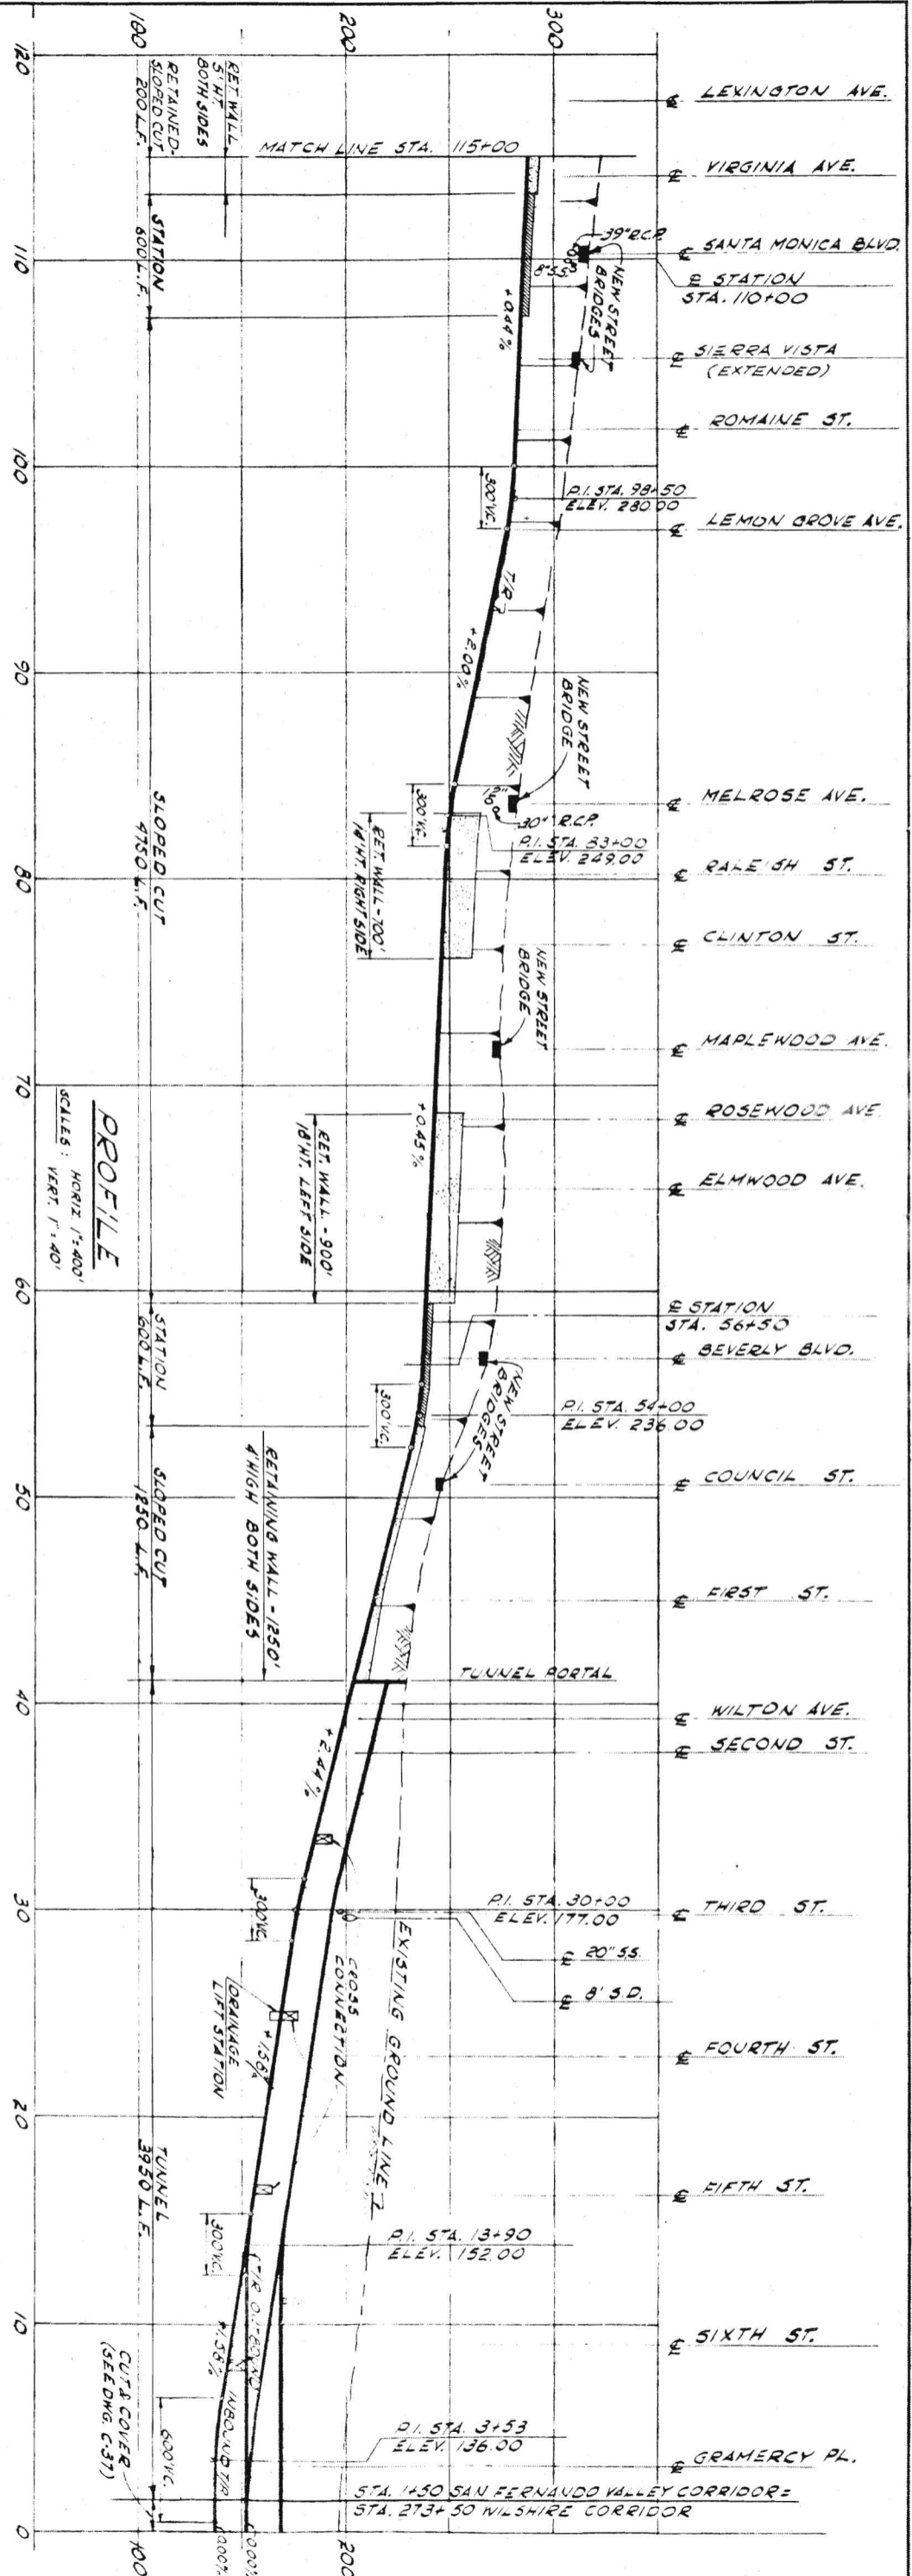 ℄ LEXINGTON AVE.
℄ VIRGINIA AVE.
℄ SANTA MONICA BLVD.
℄ STATION
STA. 110+00
℄ SIERRA VISTA
(EXTENDED)
℄ ROMAINE ST.
℄ LEMON GROVE AVE.
℄ MELROSE AVE.
℄ RALEIGH ST.
℄ CLINTON ST.
℄ MAPLEWOOD AVE.
℄ ROSEWOOD AVE.
℄ ELMWOOD AVE.
℄ STATION
STA. 56+50
℄ BEVERLY BLVD.
℄ COUNCIL ST.
℄ FIRST ST.
℄ WILTON AVE.
℄ SECOND ST.
℄ THIRD ST.
℄ 20" S.S.
℄ 8' S.D.
℄ FOURTH ST.
℄ FIFTH ST.
℄ SIXTH ST.
℄ GRAMERCY PL.
300
200
100
MATCH LINE STA. 115+00
39" R.C.P.
8" S.S.
NEW STREET
BRIDGES
+0.44%
P.I. STA. 98+50
ELEV. 280.00
300'V.C.
T/R
+2.00%
NEW STREET
BRIDGE
12"
30" R.C.P.
P.I. STA. 83+00
ELEV. 249.00
300'V.C.
RET. WALL - 700'
14' HT. RIGHT SIDE
NEW STREET
BRIDGE
+0.45%
RET. WALL - 900'
18' HT. LEFT SIDE
P.I. STA. 54+00
ELEV. 236.00
NEW STREET
BRIDGES
300'V.C.
RETAINING WALL - 1250'
4' HIGH BOTH SIDES
TUNNEL PORTAL
+2.44%
P.I. STA. 30+00
ELEV. 177.00
300'V.C.
CROSS
CONNECTION
EXISTING GROUND LINE
DRAINAGE
LIFT STATION
P.I. STA. 13+90
ELEV. 152.00
300'V.C.
T/R OUTBOUND
+1.56%
INBOUND T/R
P.I. STA. 3+53
ELEV. 136.00
600'V.C.
STA. 1+50 SAN FERNANDO VALLEY CORRIDOR =
STA. 273+50 WILSHIRE CORRIDOR
CUT & COVER
(SEE DWG. C-37)
0.00%
0.00%
200
100
RET. WALL
5' HT.
BOTH SIDES
RETAINED-
SLOPED CUT
200 L.F.
STATION
600 L.F.
SLOPED CUT
4750 L.F.
STATION
600 L.F.
SLOPED CUT
1250 L.F.
TUNNEL
3950 L.F.
PROFILE
SCALES: HORIZ. 1"=400'
VERT. 1"=40'
120
110
100
90
80
70
60
50
40
30
20
10
0